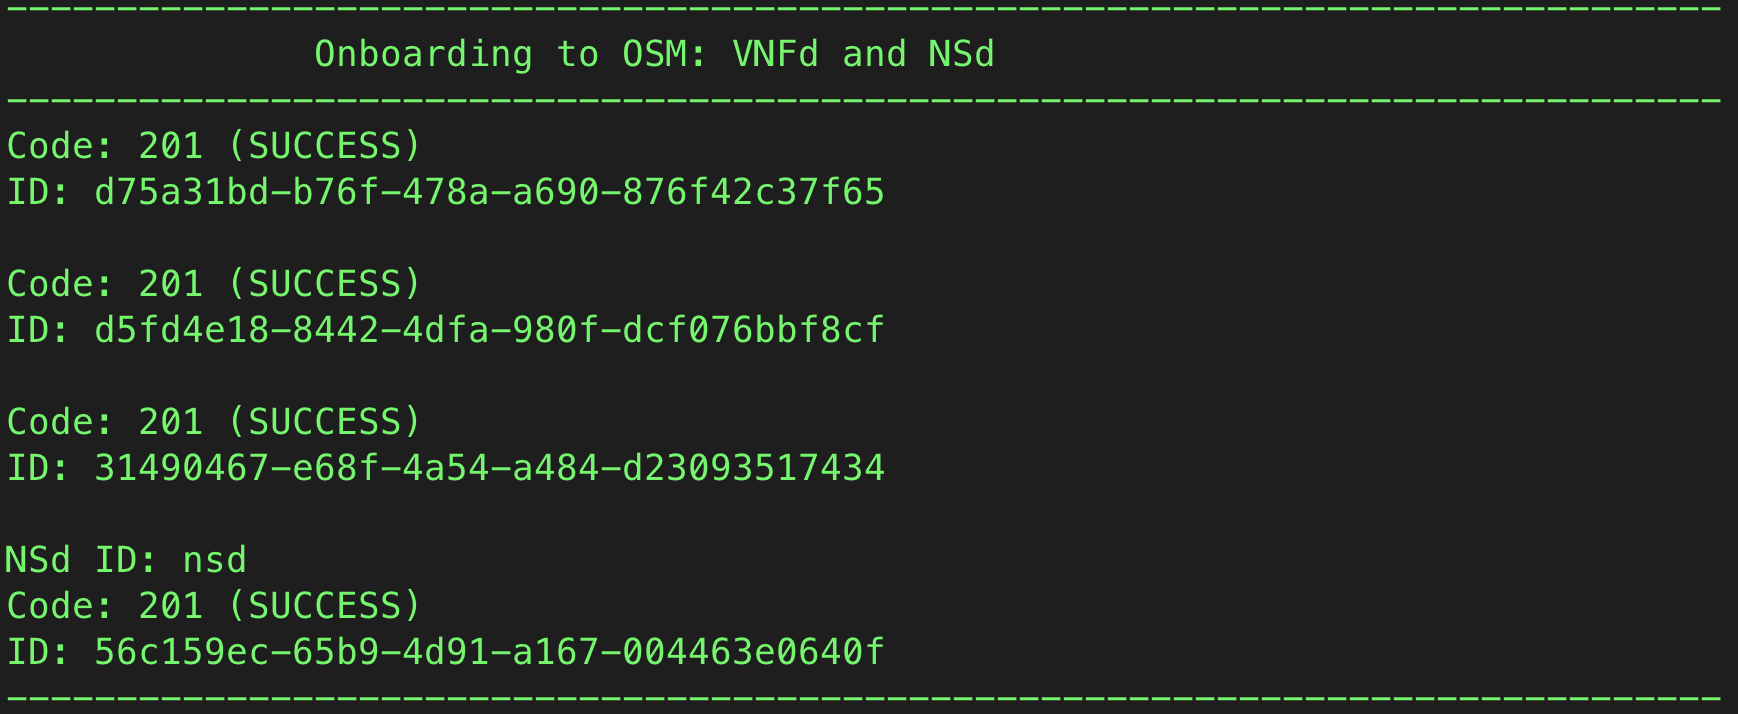 ------------------------------------------------------------------------------
Onboarding to OSM: VNFd and NSd
------------------------------------------------------------------------------
Code: 201 (SUCCESS)
ID: d75a31bd-b76f-478a-a690-876f42c37f65
Code: 201 (SUCCESS)
ID: d5fd4e18-8442-4dfa-980f-dcf076bbf8cf
Code: 201 (SUCCESS)
ID: 31490467-e68f-4a54-a484-d23093517434
NSd ID: nsd
Code: 201 (SUCCESS)
ID: 56c159ec-65b9-4d91-a167-004463e0640f
------------------------------------------------------------------------------